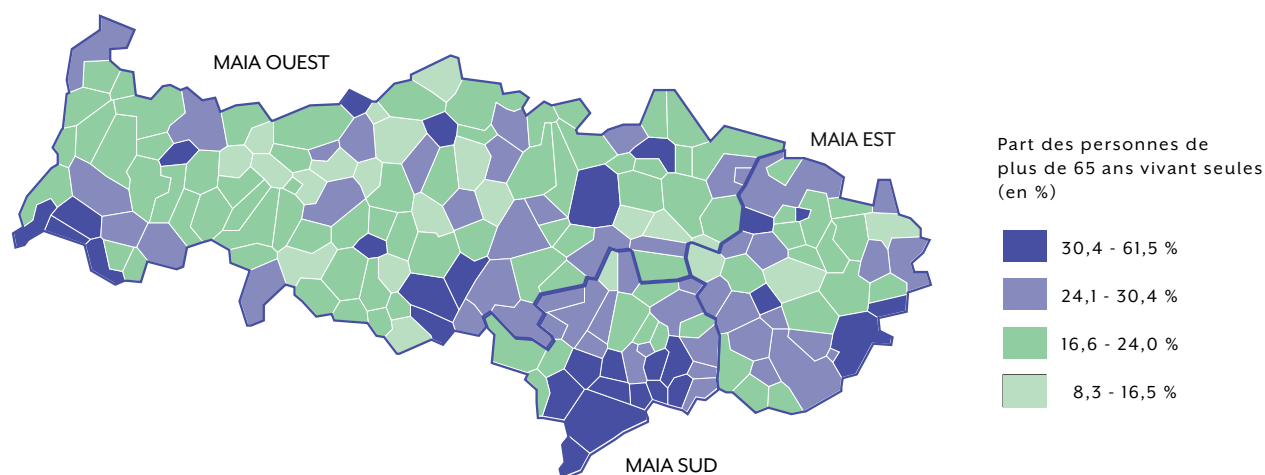 MAIA OUEST
MAIA EST
Part des personnes de
plus de 65 ans vivant seules
(en %)
30,4 - 61,5 %
24,1 - 30,4 %
16,6 - 24,0 %
8,3 - 16,5 %
MAIA SUD